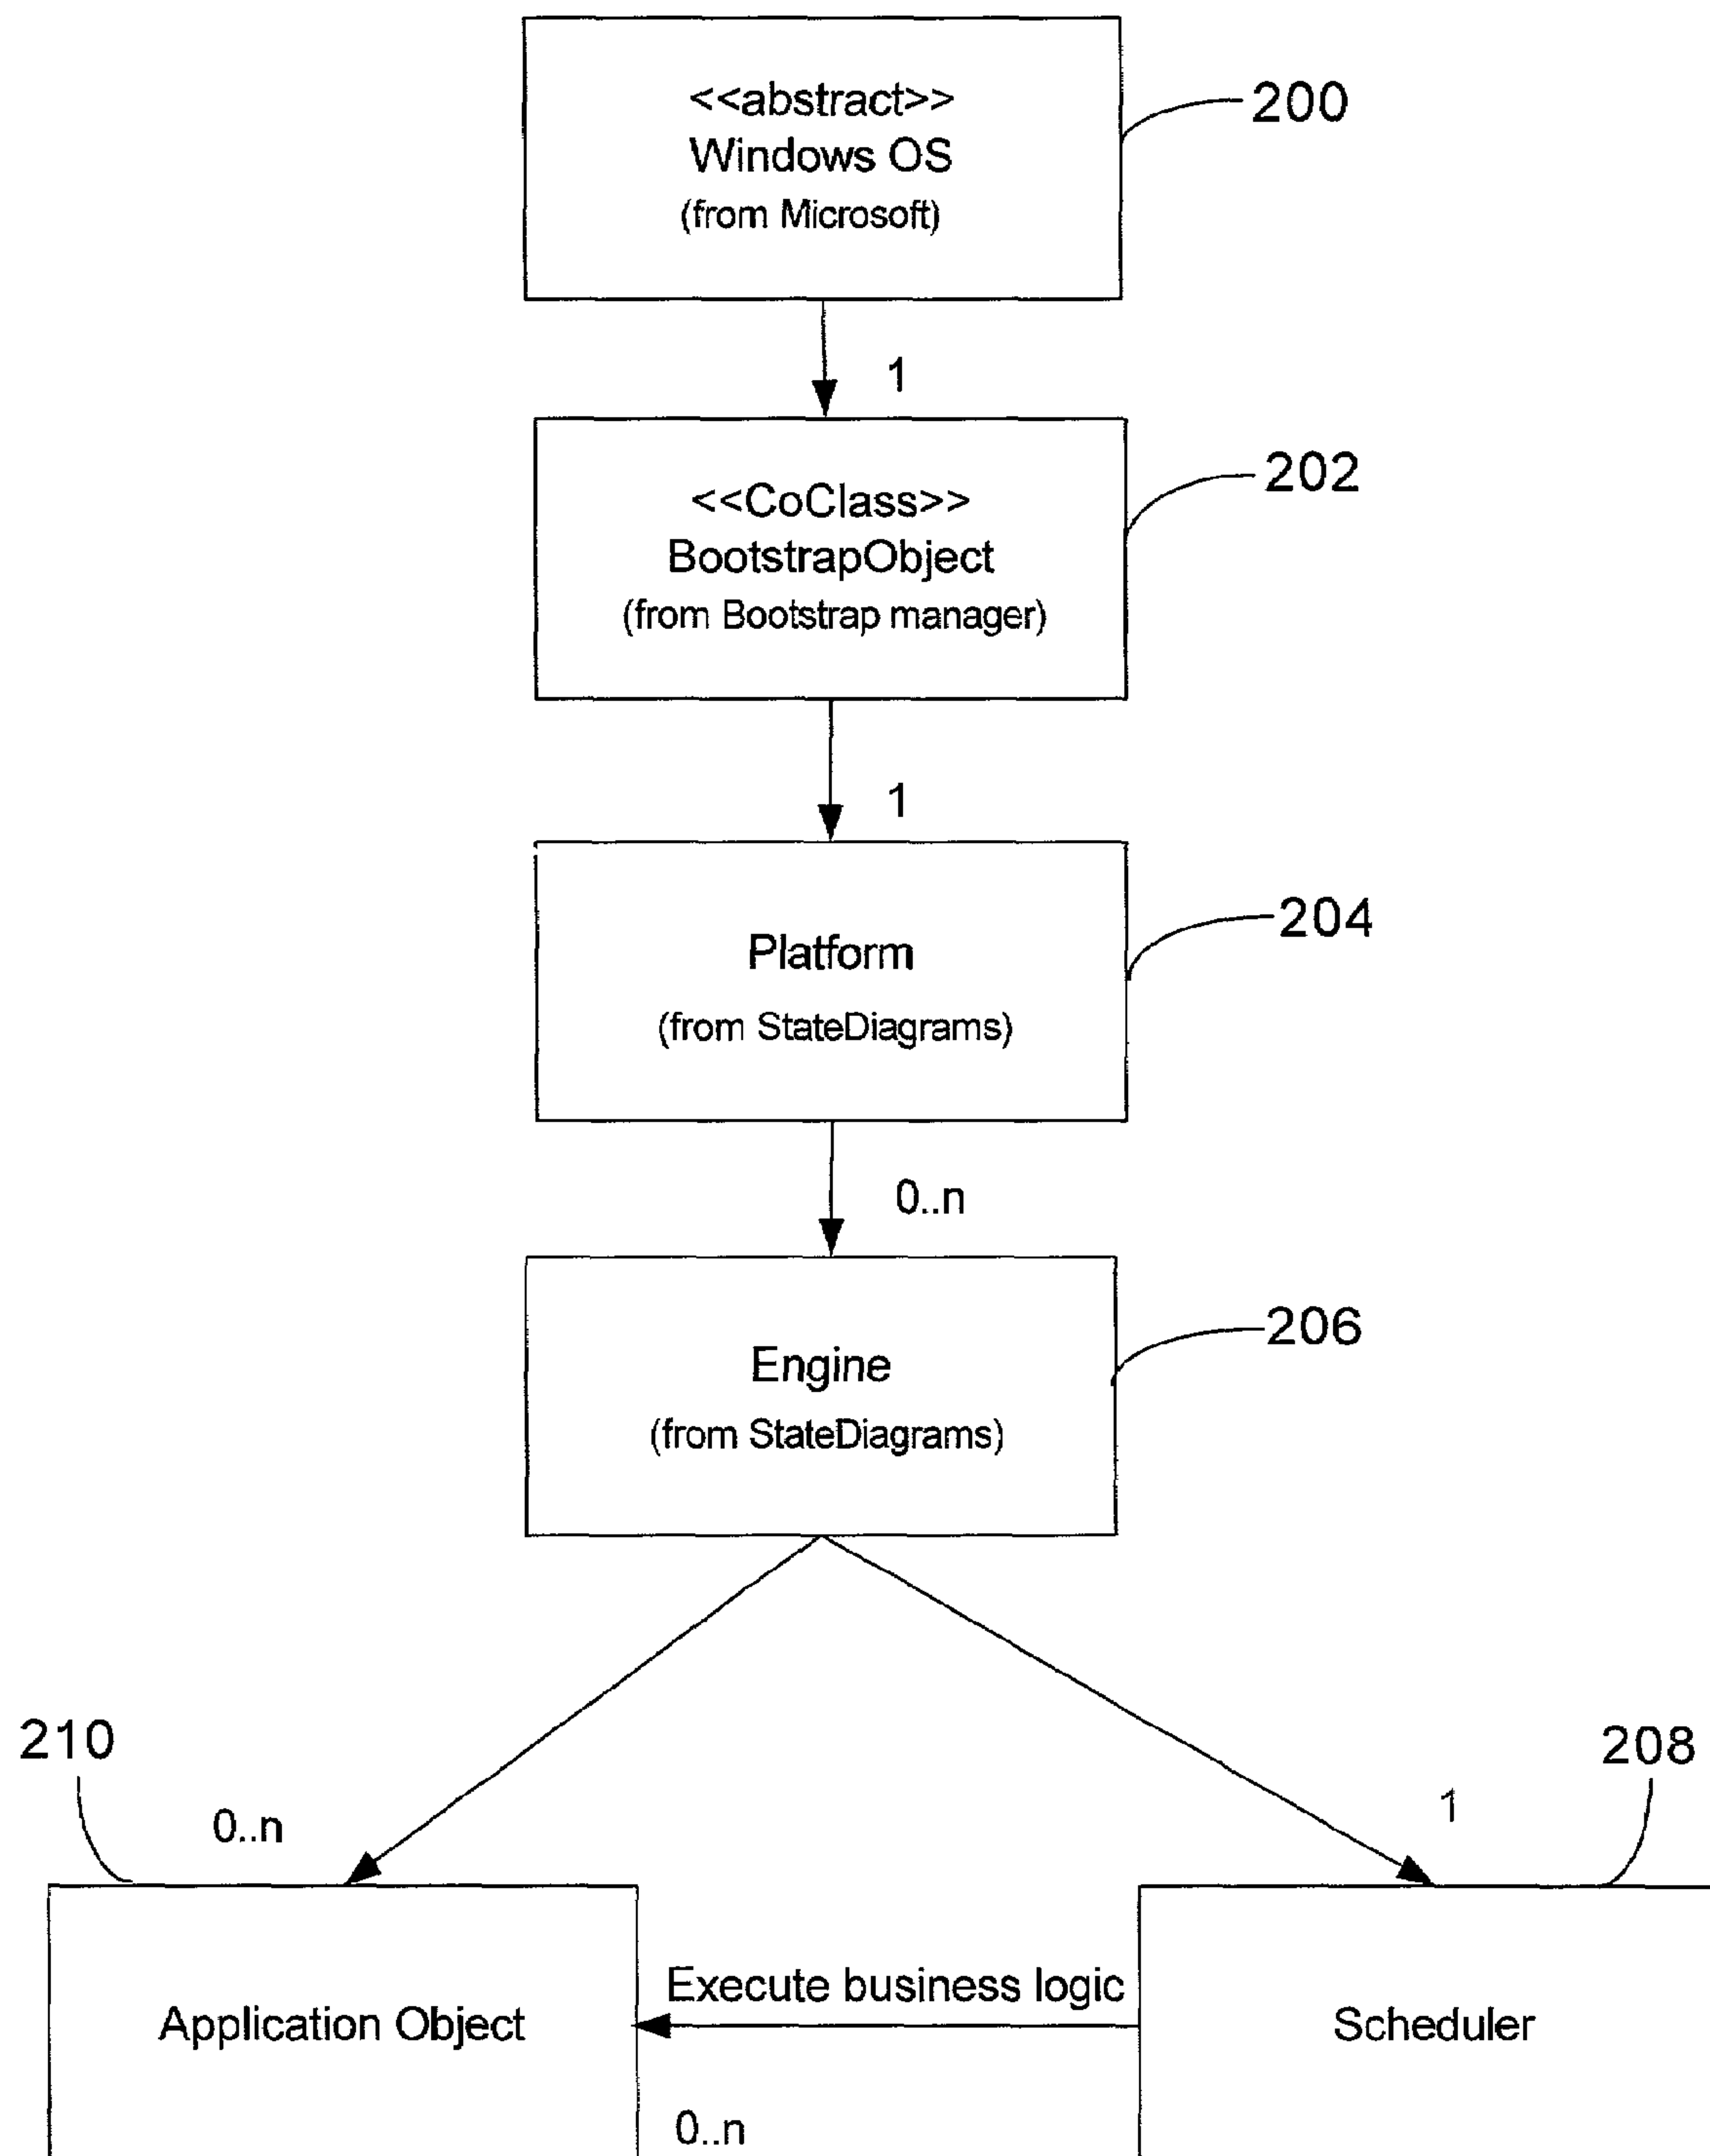 <<abstract>>
Windows OS
(from Microsoft)
200
1
<<CoClass>>
BootstrapObject
(from Bootstrap manager)
202
1
Platform
(from StateDiagrams)
204
0..n
Engine
(from StateDiagrams)
206
210
208
0..n
1
Application Object
Execute business logic
Scheduler
0..n